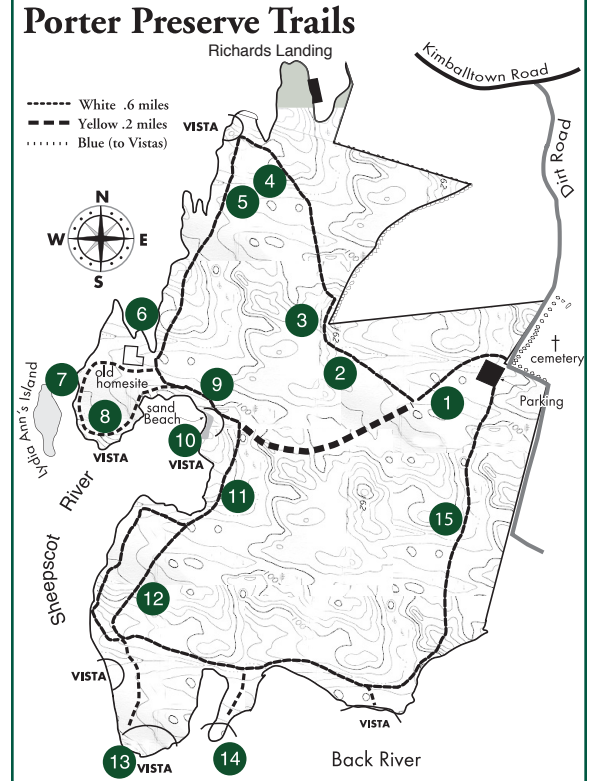 Porter Preserve Trails
Richards Landing
Kimballtown Road
White .6 miles
Yellow .2 miles
Blue (to Vistas)
VISTA
Dirt Road
4
5
N
W
E
S
6
3
cemetery
7
old
homesite
9
2
1
Parking
Lydia Ann's Island
8
sand
Beach
10
VISTA
VISTA
River
11
15
Sheepscot
12
VISTA
VISTA
13
VISTA
14
Back River